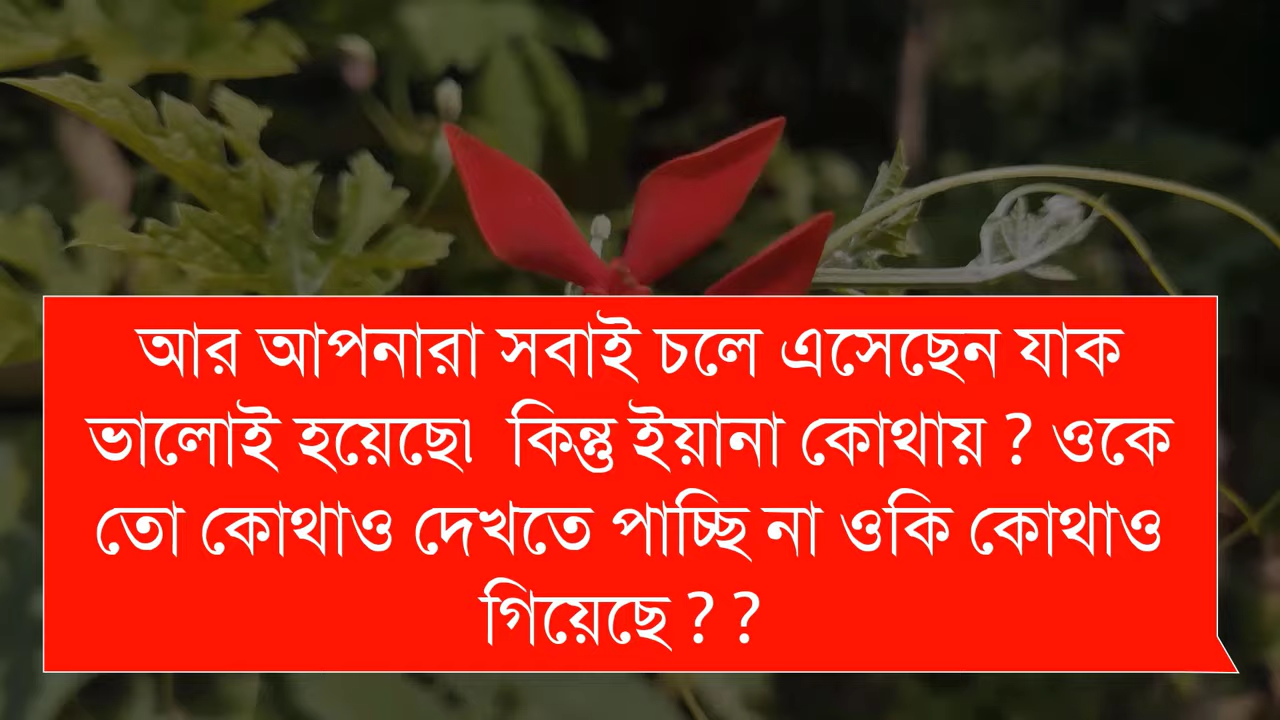 আর আপনারা সবাই চলে এসেছেন যাক
ভালোই হয়েছে৷ কিন্তু ইয়ানা কোথায় ? ওকে
তো কোথাও দেখতে পাচ্ছি না ওকি কোথাও
গিয়েছে ? ?